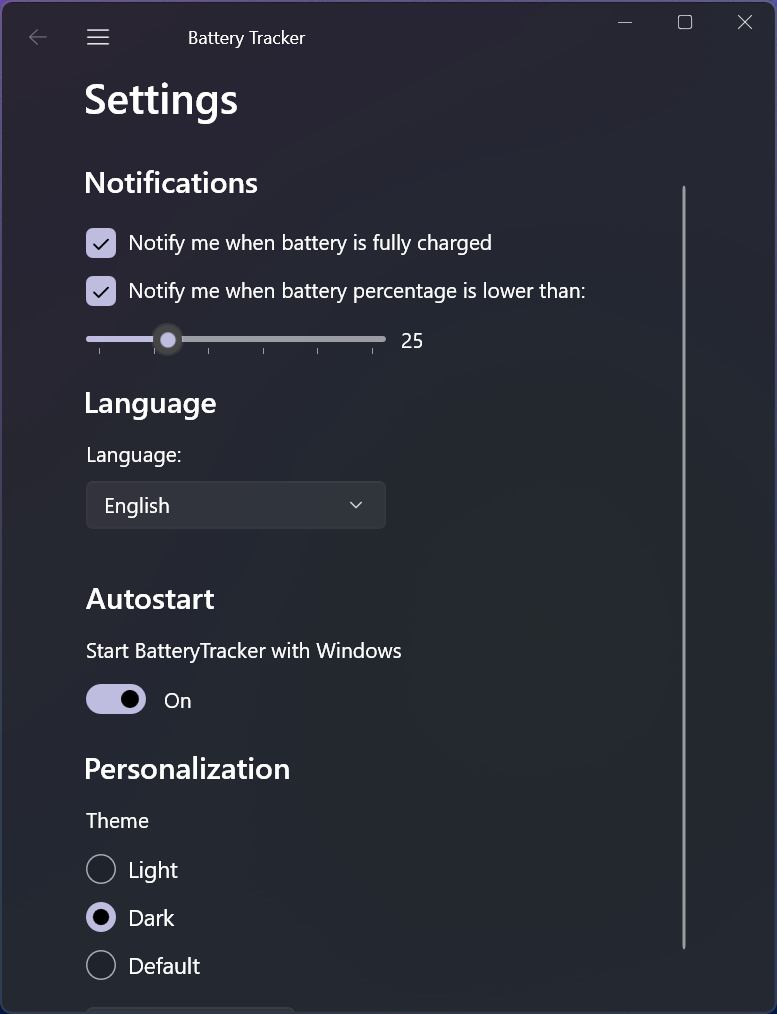 Battery Tracker
Settings
Notifications
Notify me when battery is fully charged
Notify me when battery percentage is lower than:
25
Language
Language:
English
Autostart
Start BatteryTracker with Windows
On
Personalization
Theme
Light
Dark
Default